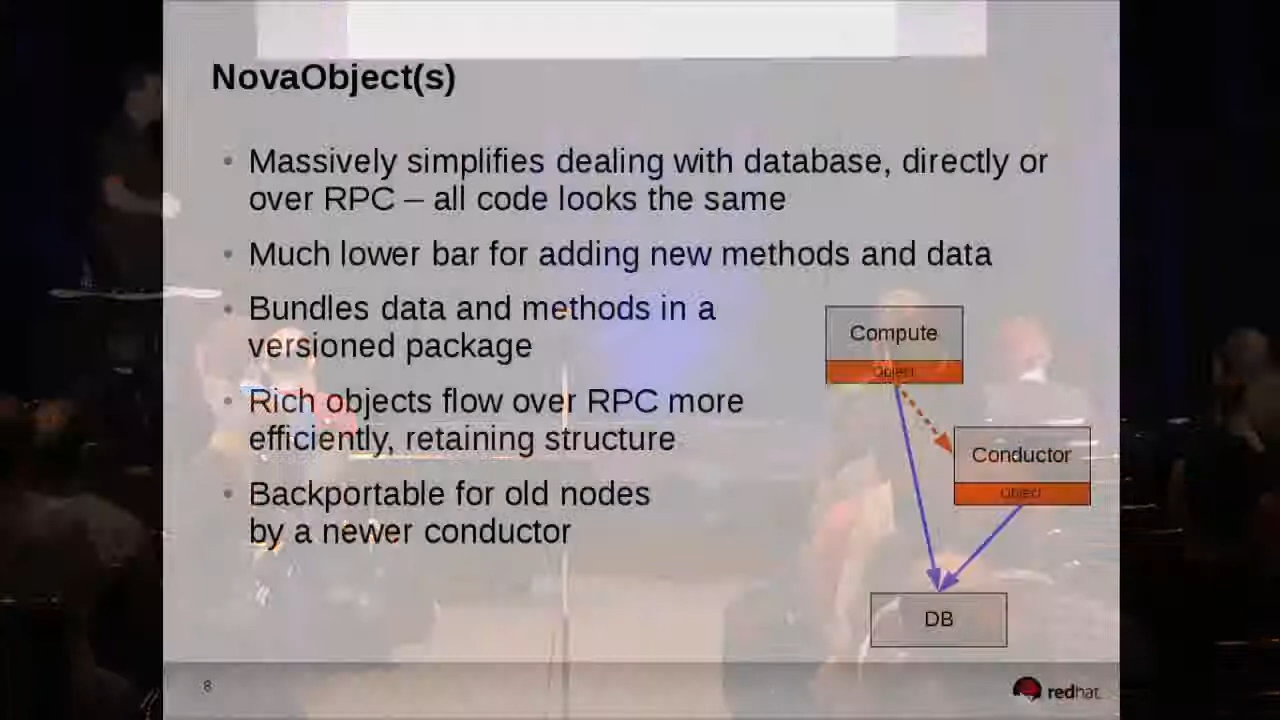 NovaObject(s)
• Massively simplifies dealing with database, directly or
over RPC – all code looks the same
• Much lower bar for adding new methods and data
• Bundles data and methods in a
versioned package
• Rich objects flow over RPC more
efficiently, retaining structure
• Backportable for old nodes
by a newer conductor
Compute
Object
Conductor
Object
DB
8
redhat.